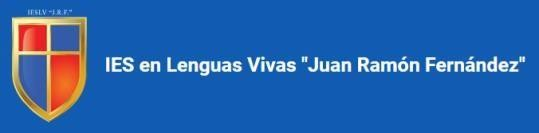 IESLV "J.R.F."
IES en Lenguas Vivas "Juan Ramón Fernández"